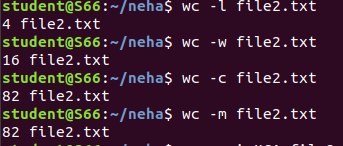 student@S66:~/neha$ wc -l file2.txt
4 file2.txt
student@S66:~/neha$ wc -w file2.txt
16 file2.txt
student@S66:~/neha$ wc -c file2.txt
82 file2.txt
student@S66:~/neha$ wc -m file2.txt
82 file2.txt